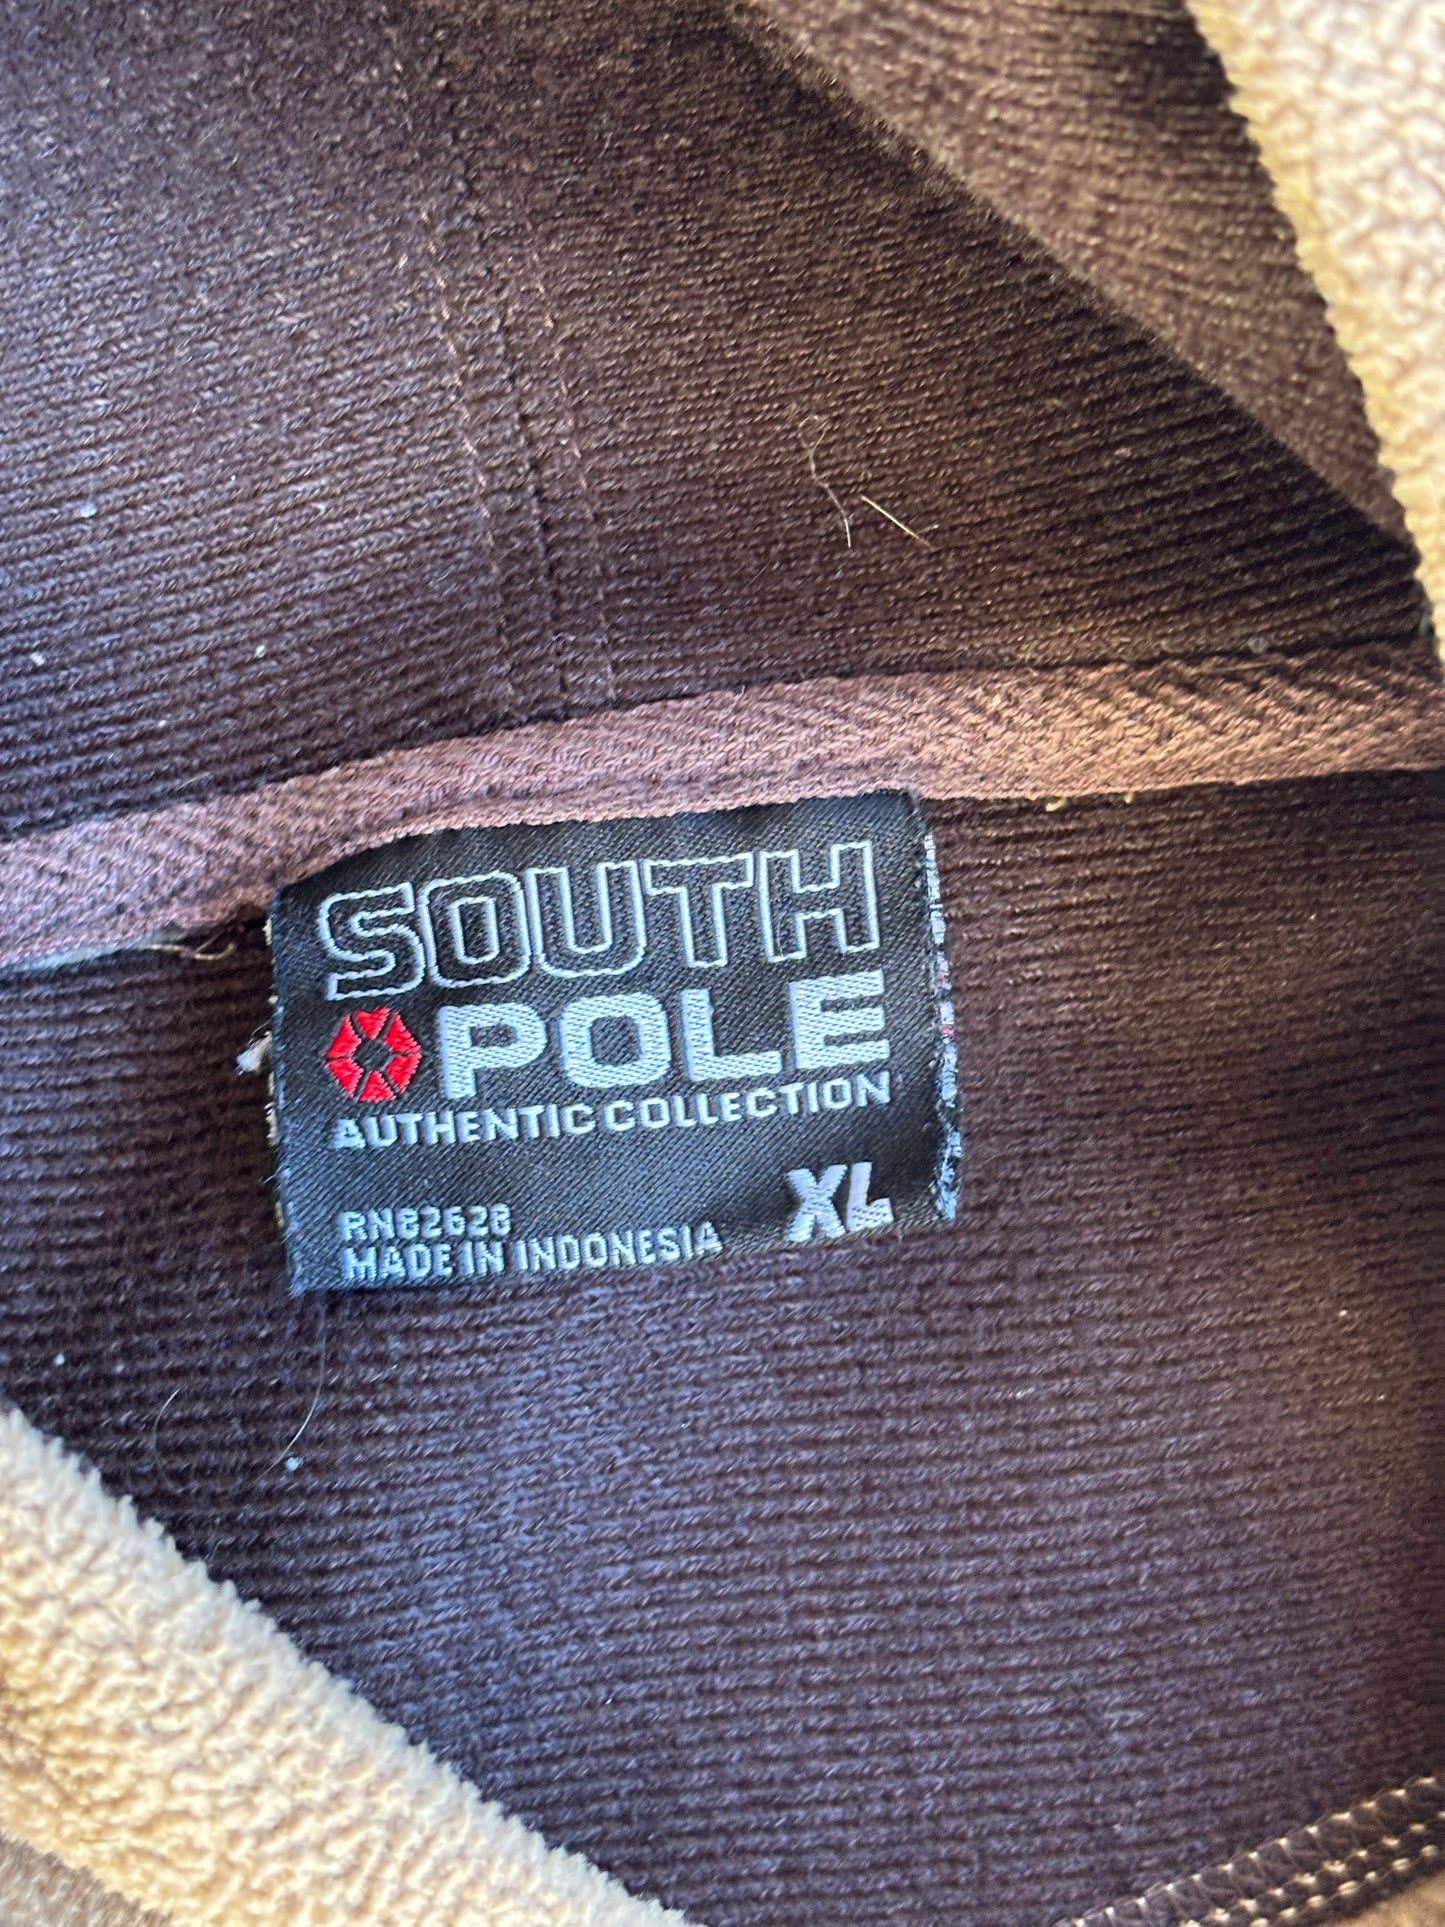 SOUTH
POLE
AUTHENTIC COLLECTION
RN82628
MADE IN INDONESIA
XL